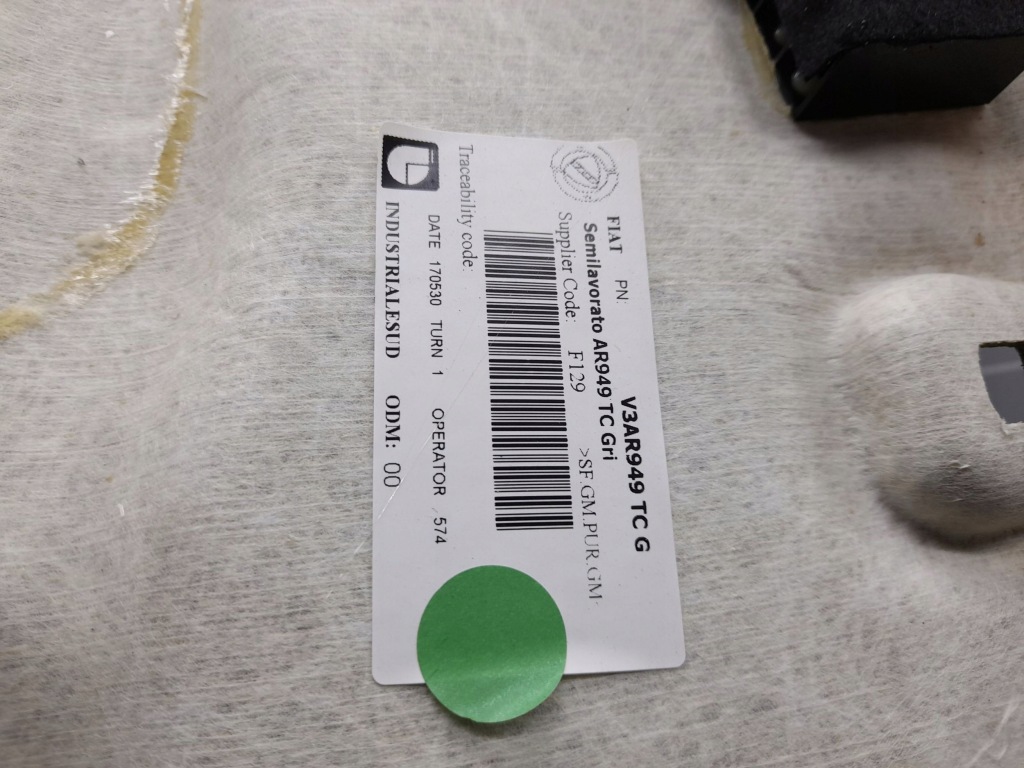 FIAT PN: V3AR949 TC G
Semilavorato AR949 TC Gri
Supplier Code: F129 >SF.GM.PUR.GM
Traceability code:
DATE 170530 TURN 1 OPERATOR 574
INDUSTRIALESUD ODM: 00